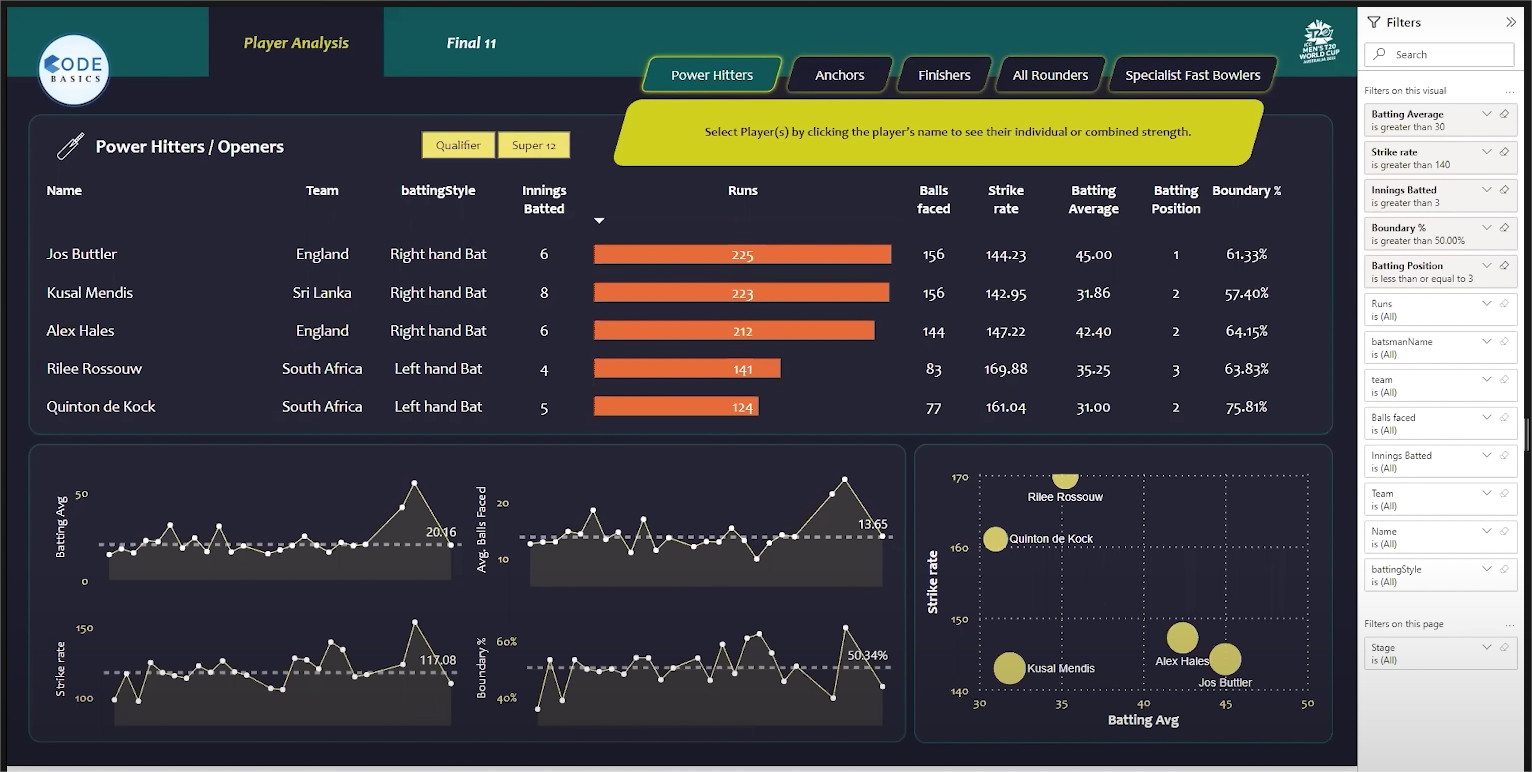 Player Analysis
Final 11
CODE
BASICS
ICC
MEN'S T20
WORLD CUP
AUSTRALIA 2022
Power Hitters
Anchors
Finishers
All Rounders
Specialist Fast Bowlers
Select Player(s) by clicking the player's name to see their individual or combined strength.
Power Hitters / Openers
Qualifier
Super 12
Name Team battingStyle Innings Batted Runs Balls faced Strike rate Batting Average Batting Position Boundary %
Jos Buttler England Right hand Bat 6 225 156 144.23 45.00 1 61.33%
Kusal Mendis Sri Lanka Right hand Bat 8 223 156 142.95 31.86 2 57.40%
Alex Hales England Right hand Bat 6 212 144 147.22 42.40 2 64.15%
Rilee Rossouw South Africa Left hand Bat 4 141 83 169.88 35.25 3 63.83%
Quinton de Kock South Africa Left hand Bat 5 124 77 161.04 31.00 2 75.81%
Batting Avg
50
0
20.16
Avg. Balls Faced
20
10
13.65
Strike rate
150
100
117.08
Boundary %
60%
40%
50.34%
Strike rate
170
160
150
140
Rilee Rossouw
Quinton de Kock
Alex Hales
Kusal Mendis
Jos Buttler
30 35 40 45 50
Batting Avg
Filters
Search
Filters on this visual
...
Batting Average
is greater than 30
Strike rate
is greater than 140
Innings Batted
is greater than 3
Boundary %
is greater than 50.00%
Batting Position
is less than or equal to 3
Runs
is (All)
batsmanName
is (All)
team
is (All)
Balls faced
is (All)
Innings Batted
is (All)
Team
is (All)
Name
is (All)
battingStyle
is (All)
Filters on this page
...
Stage
is (All)